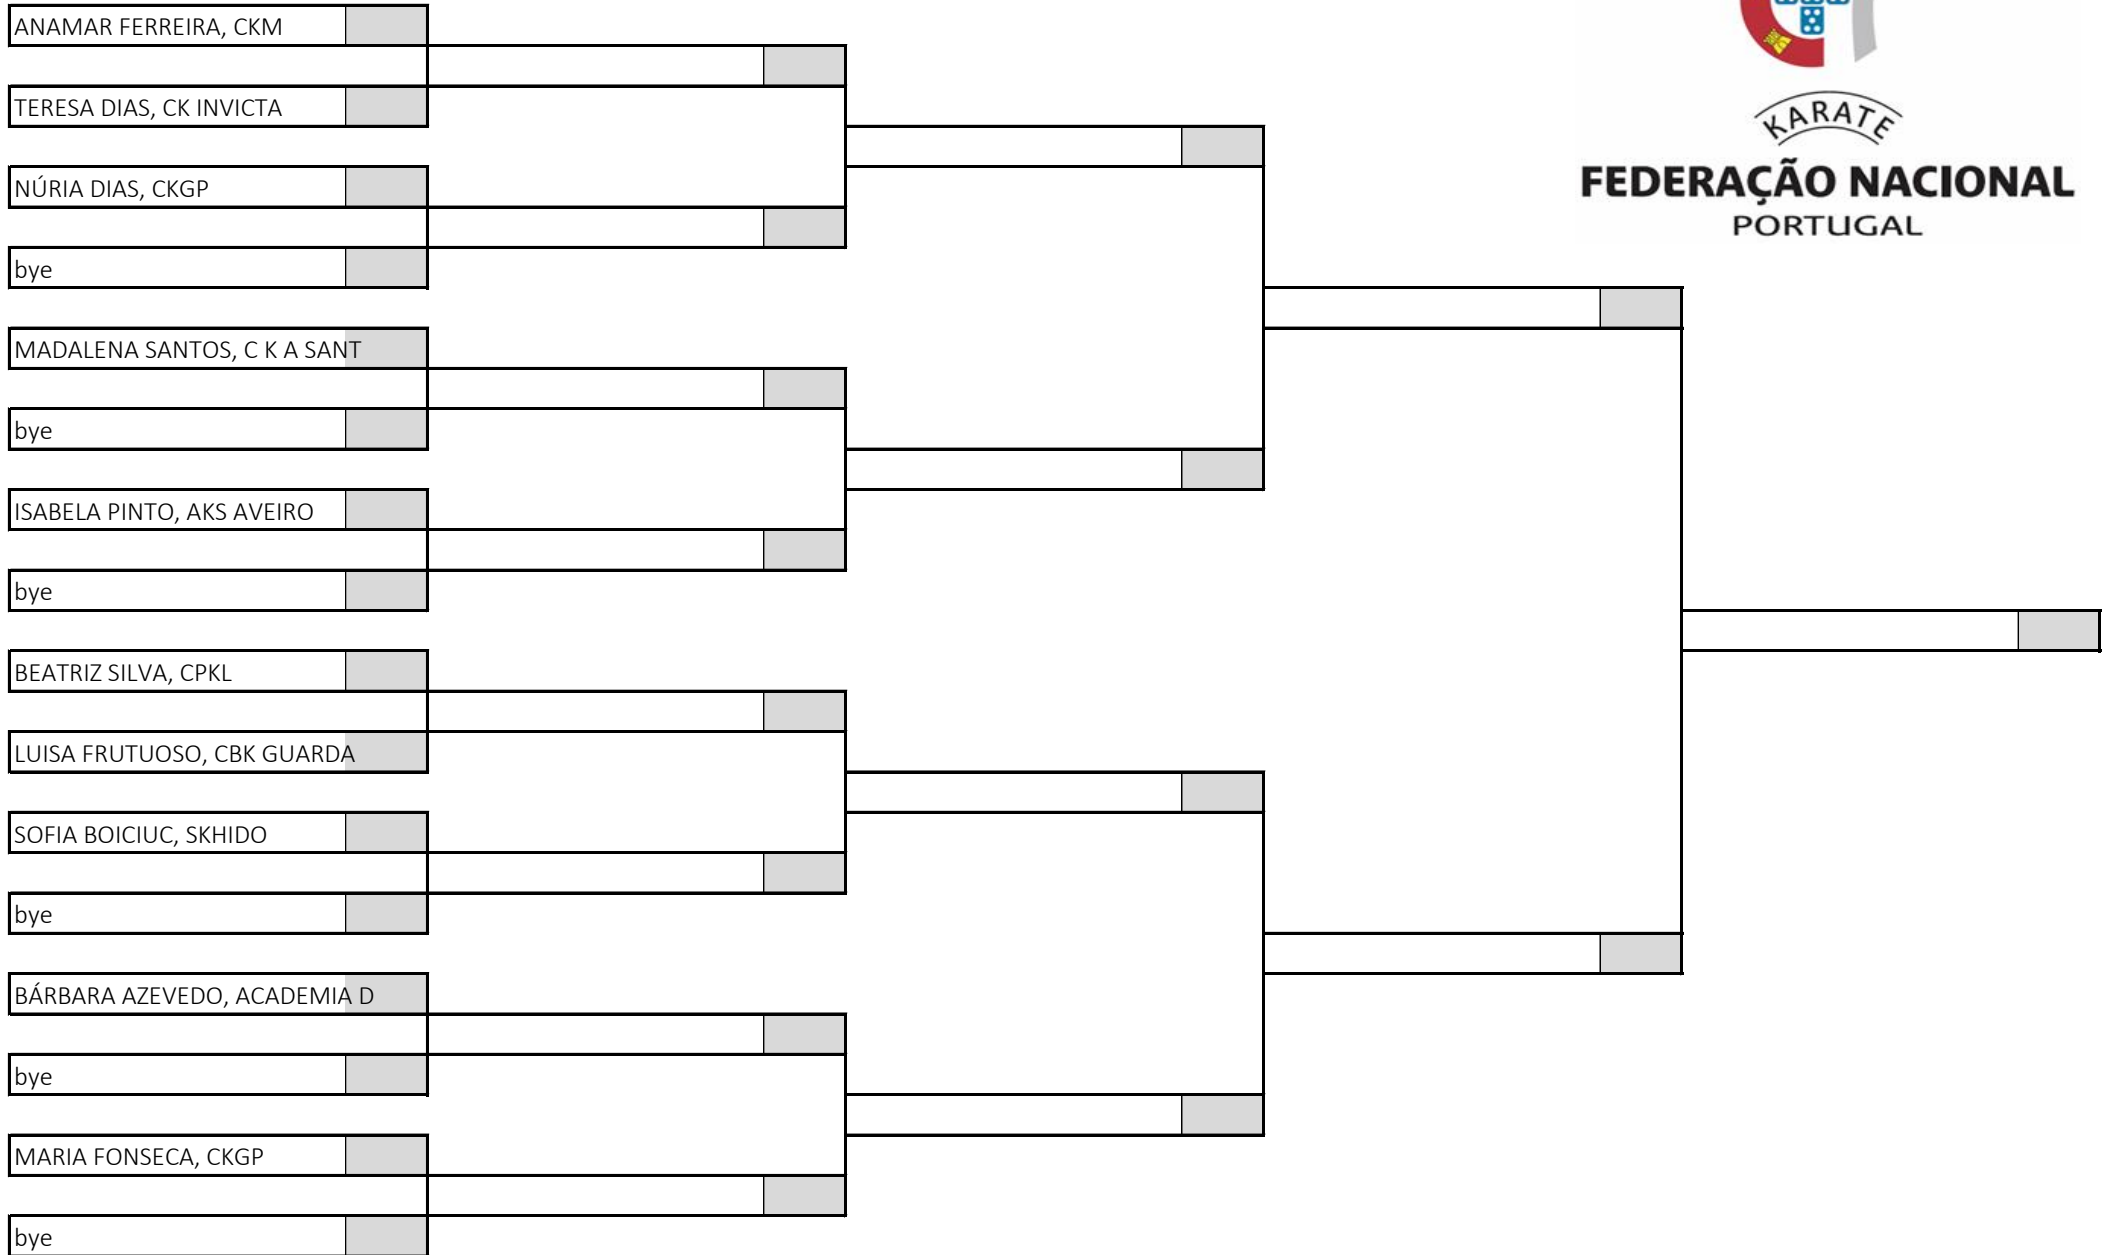 ANAMAR FERREIRA, CKM
TERESA DIAS, CK INVICTA
NÚRIA DIAS, CKGP
bye
MADALENA SANTOS, C K A SANT
bye
ISABELA PINTO, AKS AVEIRO
bye
BEATRIZ SILVA, CPKL
LUISA FRUTUOSO, CBK GUARDA
SOFIA BOICIUC, SKHIDO
bye
BÁRBARA AZEVEDO, ACADEMIA D
bye
MARIA FONSECA, CKGP
bye
KARATE
FEDERAÇÃO NACIONAL
PORTUGAL